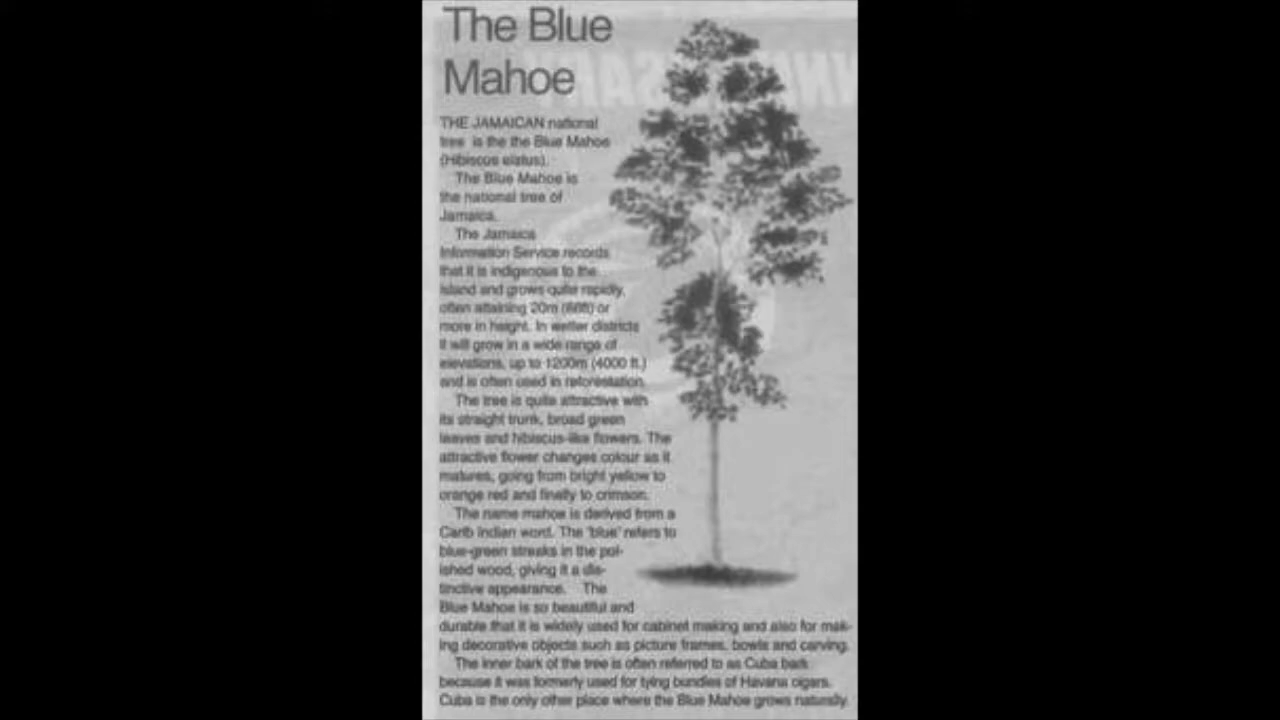 The Blue
Mahoe
THE JAMAICAN national
tree is the the Blue Mahoe
(Hibiscos elatus).
The Blue Mahoe is
the national tree of
Jamaica.
The Jamaica
Information Service records
that it is indigenous to the
island and grows quite rapidly,
often attaining 20m (66ft) or
more in height. In wetter districts
it will grow in a wide range of
elevations, up to 1200m (4000 ft.)
and is often used in reforestation.
The tree is quite attractive with
its straight trunk, broad green
leaves and hibiscus-like flowers. The
attractive flower changes colour as it
matures, going from bright yellow to
orange red and finally to crimson.
The name mahoe is derived from a
Carib Indian word. The 'blue' refers to
blue-green streaks in the pol-
ished wood, giving it a dis-
tinctive appearance. The
Blue Mahoe is so beautiful and
durable that it is widely used for cabinet making and also for mak-
ing decorative objects such as picture frames, bowls and carving.
The inner bark of the tree is often referred to as Cuba bark
because it was formerly used for tying bundles of Havana cigars.
Cuba is the only other place where the Blue Mahoe grows naturally.